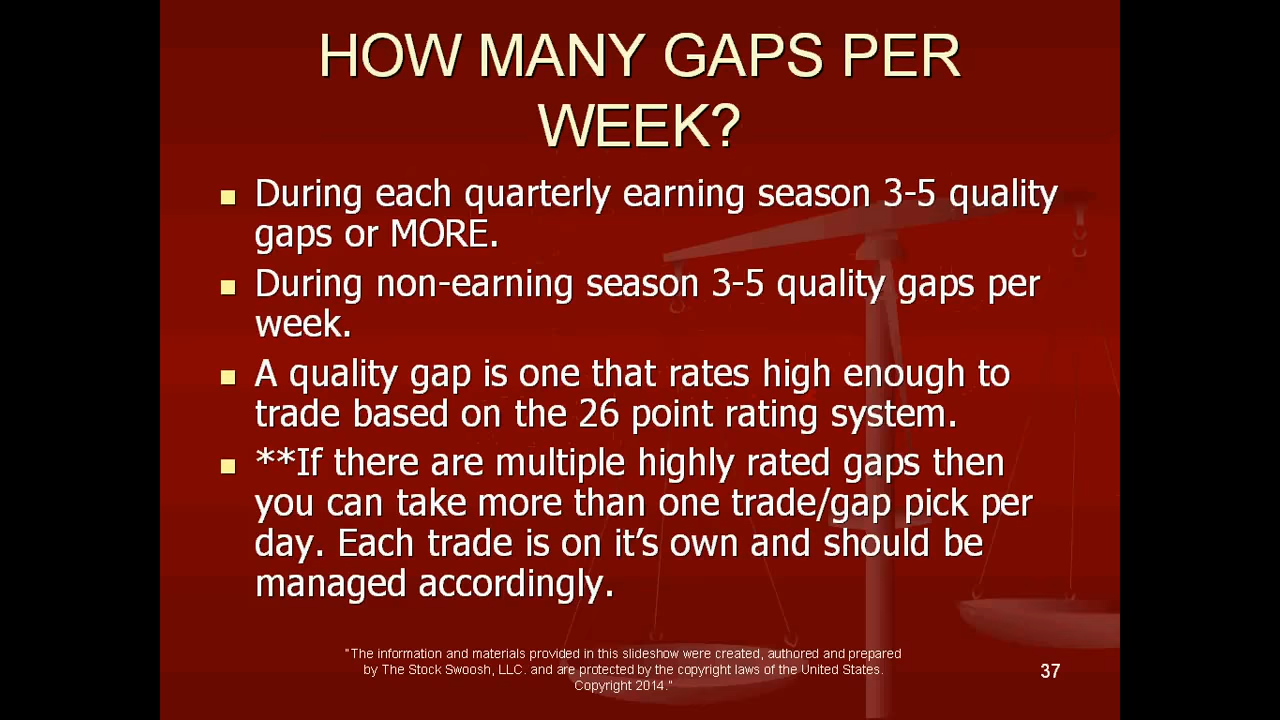 HOW MANY GAPS PER
WEEK?
During each quarterly earning season 3-5 quality
gaps or MORE.
During non-earning season 3-5 quality gaps per
week.
A quality gap is one that rates high enough to
trade based on the 26 point rating system.
**If there are multiple highly rated gaps then
you can take more than one trade/gap pick per
day. Each trade is on it’s own and should be
managed accordingly.
"The information and materials provided in this slideshow were created, authored and prepared
by The Stock Swoosh, LLC. and are protected by the copyright laws of the United States.
Copyright 2014."
37